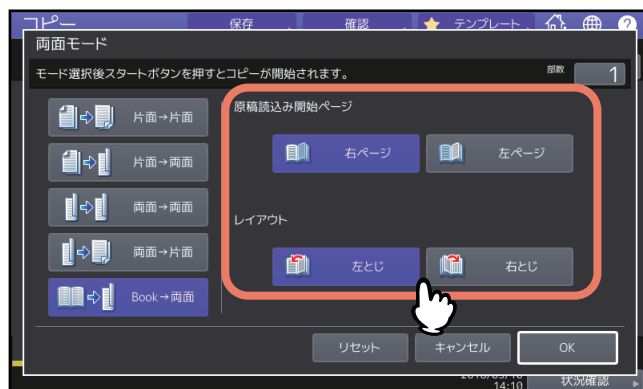 コピー 保存 確認 テンプレート ?
両面モード
モード選択後スタートボタンを押すとコピーが開始されます。 部数 1
片面→片面
片面→両面
両面→両面
両面→片面
Book→両面
原稿読込み開始ページ
右ページ 左ページ
レイアウト
左とじ 右とじ
リセット キャンセル OK
14:10 状況確認